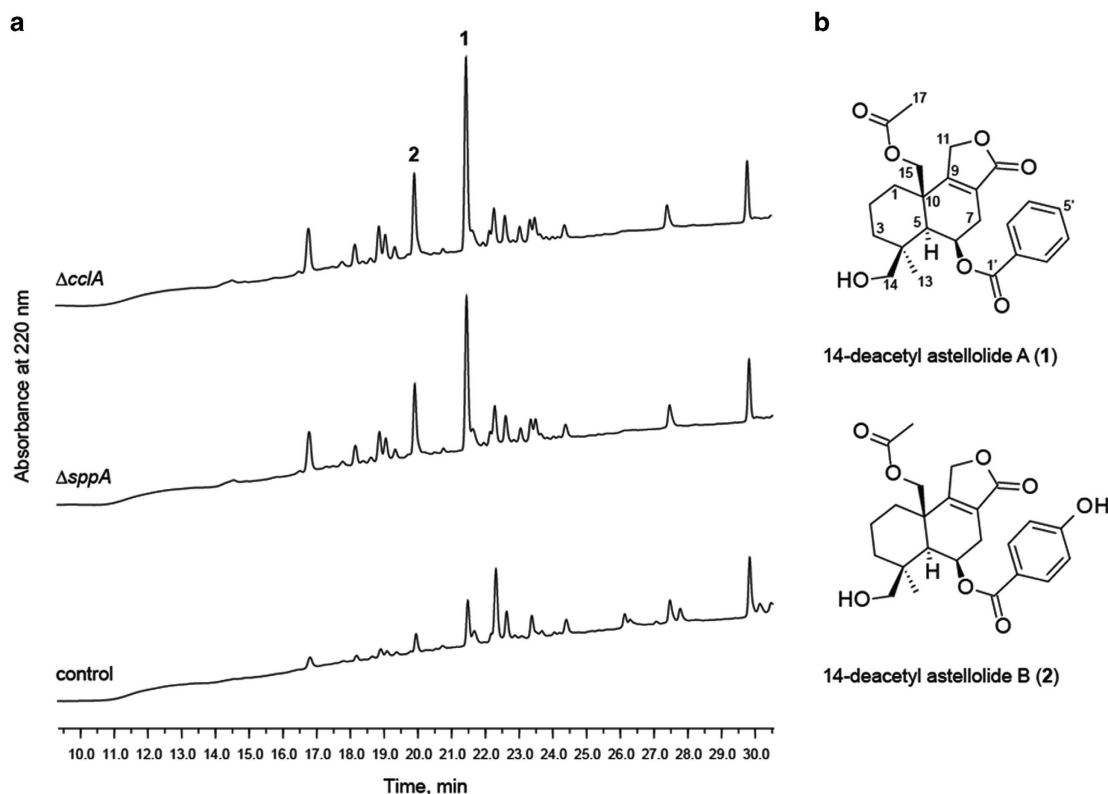 a
b
1
2
ΔcclA
ΔsppA
control
Absorbance at 220 nm
10.0 11.0 12.0 13.0 14.0 15.0 16.0 17.0 18.0 19.0 20.0 21.0 22.0 23.0 24.0 25.0 26.0 27.0 28.0 29.0 30.0
Time, min
17
O
O
11
O
O
15
9
1
10
3
5
7
5'
H
HO
14
13
O
1'
O
14-deacetyl astellolide A (1)
O
O
O
O
OH
H
HO
O
O
14-deacetyl astellolide B (2)